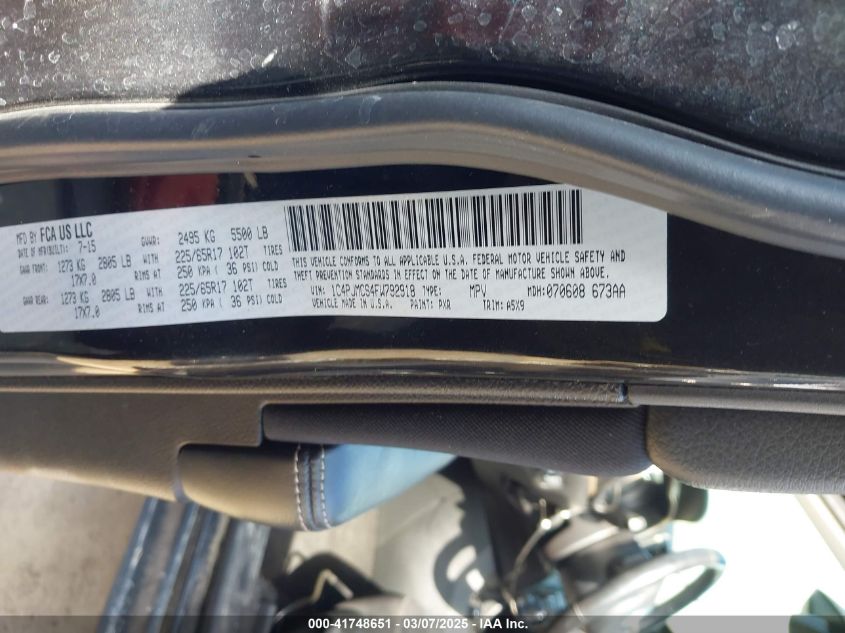 MFD BY FCA US LLC
DATE OF MFR(BUILT): 7-15 GVWR: 2495 KG 5500 LB
GAWR FRONT: 1273 KG 2805 LB WITH 225/65R17 102T TIRES
17X7.0 RIMS AT 250 KPA ( 36 PSI) COLD
GAWR REAR: 1273 KG 2805 LB WITH 225/65R17 102T TIRES
17X7.0 RIMS AT 250 KPA ( 36 PSI) COLD
THIS VEHICLE CONFORMS TO ALL APPLICABLE U.S.A. FEDERAL MOTOR VEHICLE SAFETY AND
THEFT PREVENTION STANDARDS IN EFFECT ON THE DATE OF MANUFACTURE SHOWN ABOVE.
VIN: 1C4PJMCS4FW792918 TYPE: MPV MDH: 070608 673AA
VEHICLE MADE IN U.S.A. PAINT: PXR TRIM: A5X9
000-41748651 - 03/07/2025 - IAA Inc.